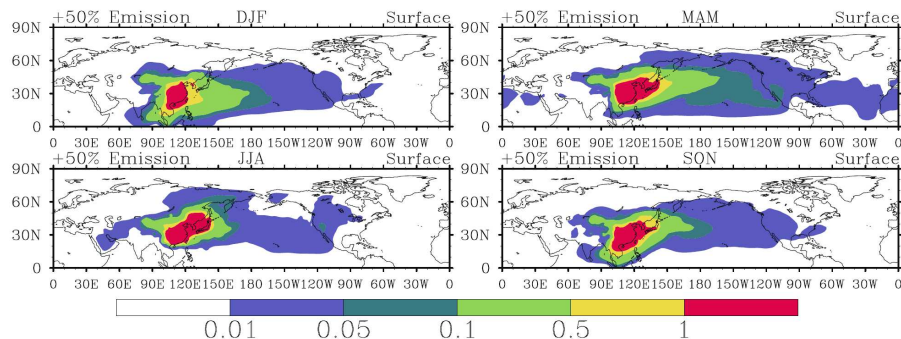 +50% Emission DJF Surface
+50% Emission MAM Surface
90N
60N
30N
0
0E 30E 60E 90E 120E 150E 180 150W 120W 90W 60W 30W 0
90N
60N
30N
0
0E 30E 60E 90E 120E 150E 180 150W 120W 90W 60W 30W 0
+50% Emission JJA Surface
+50% Emission SON Surface
90N
60N
30N
0
0E 30E 60E 90E 120E 150E 180 150W 120W 90W 60W 30W 0
90N
60N
30N
0
0E 30E 60E 90E 120E 150E 180 150W 120W 90W 60W 30W 0
0.01 0.05 0.1 0.5 1